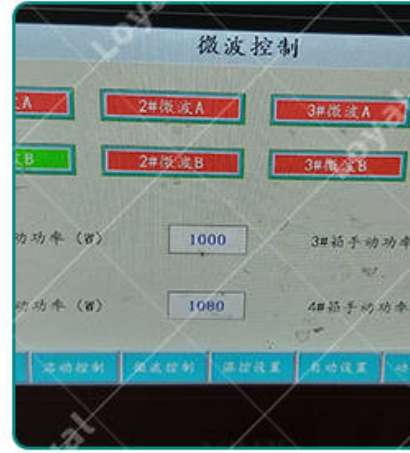 微波控制
A 2#微波A 3#微波A
B 2#微波B 3#微波B
动功率（W） 1000 3#箱手动功率
动功率（W） 1080 4#箱手动功率
启动控制 微波控制 温控设置 自动设置
Loyal